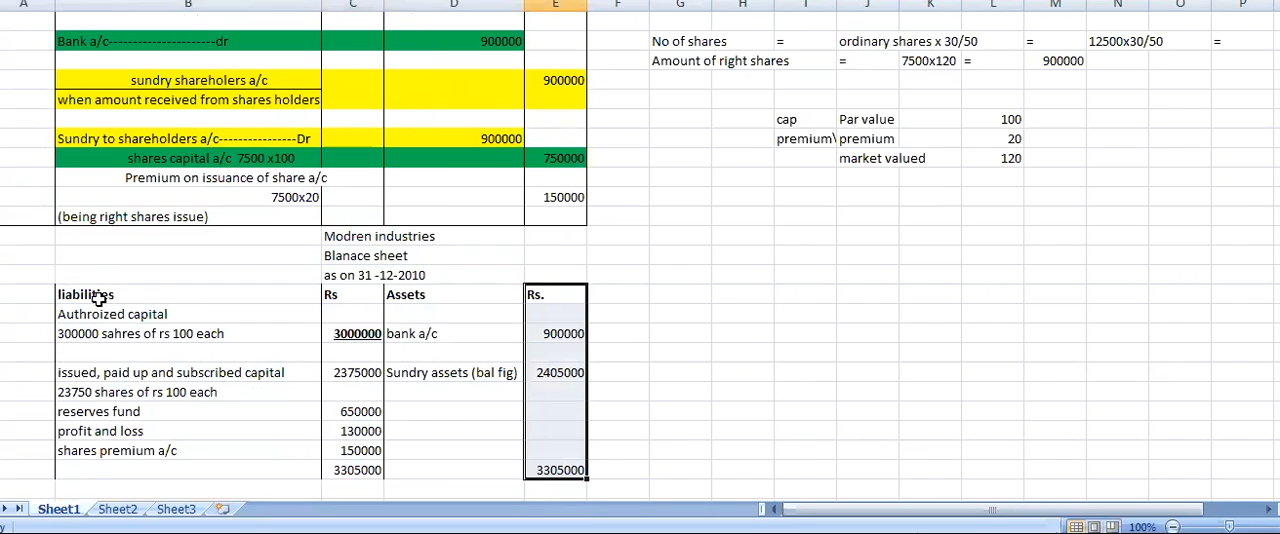 A B C D E F G H I J K L M N O P
Bank a/c----------------------dr 900000 No of shares = ordinary shares x 30/50 = 12500x30/50 =
Amount of right shares = 7500x120 = 900000
sundry shareholers a/c 900000
when amount received from shares holders
cap Par value 100
Sundry to shareholders a/c----------------Dr 900000 premium\ premium 20
shares capital a/c 7500 x100 750000 market valued 120
Premium on issuance of share a/c
7500x20 150000
(being right shares issue)
Modren industries
Blanace sheet
as on 31 -12-2010
liabilities Rs Assets Rs.
Authroized capital
300000 sahres of rs 100 each 3000000 bank a/c 900000
issued, paid up and subscribed capital 2375000 Sundry assets (bal fig) 2405000
23750 shares of rs 100 each
reserves fund 650000
profit and loss 130000
shares premium a/c 150000
3305000 3305000
Sheet1 Sheet2 Sheet3
100%